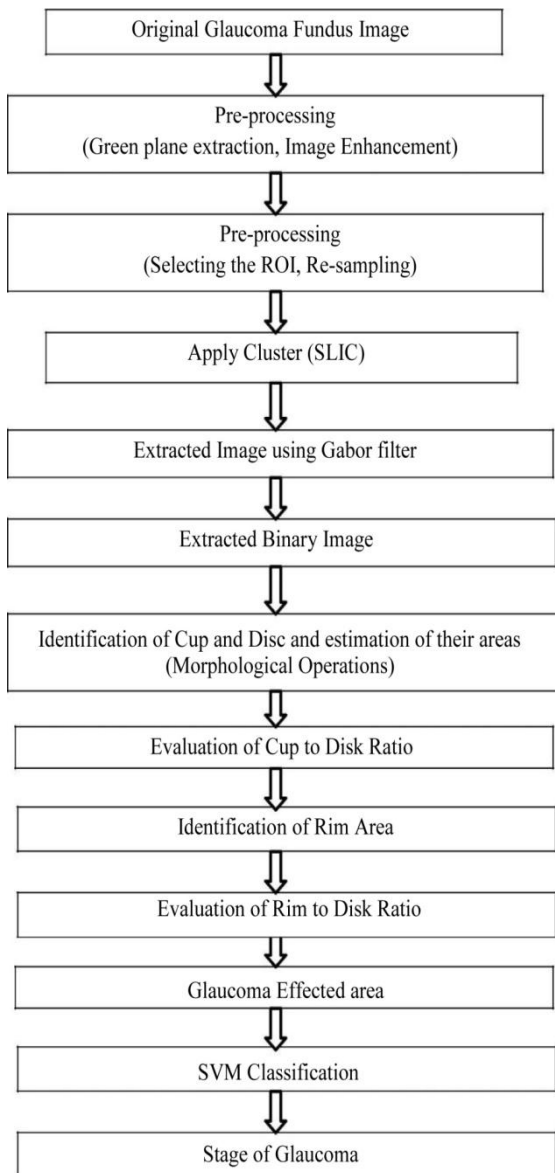 Original Glaucoma Fundus Image
Pre-processing
(Green plane extraction, Image Enhancement)
Pre-processing
(Selecting the ROI, Re-sampling)
Apply Cluster (SLIC)
Extracted Image using Gabor filter
Extracted Binary Image
Identification of Cup and Disc and estimation of their areas
(Morphological Operations)
Evaluation of Cup to Disk Ratio
Identification of Rim Area
Evaluation of Rim to Disk Ratio
Glaucoma Effected area
SVM Classification
Stage of Glaucoma